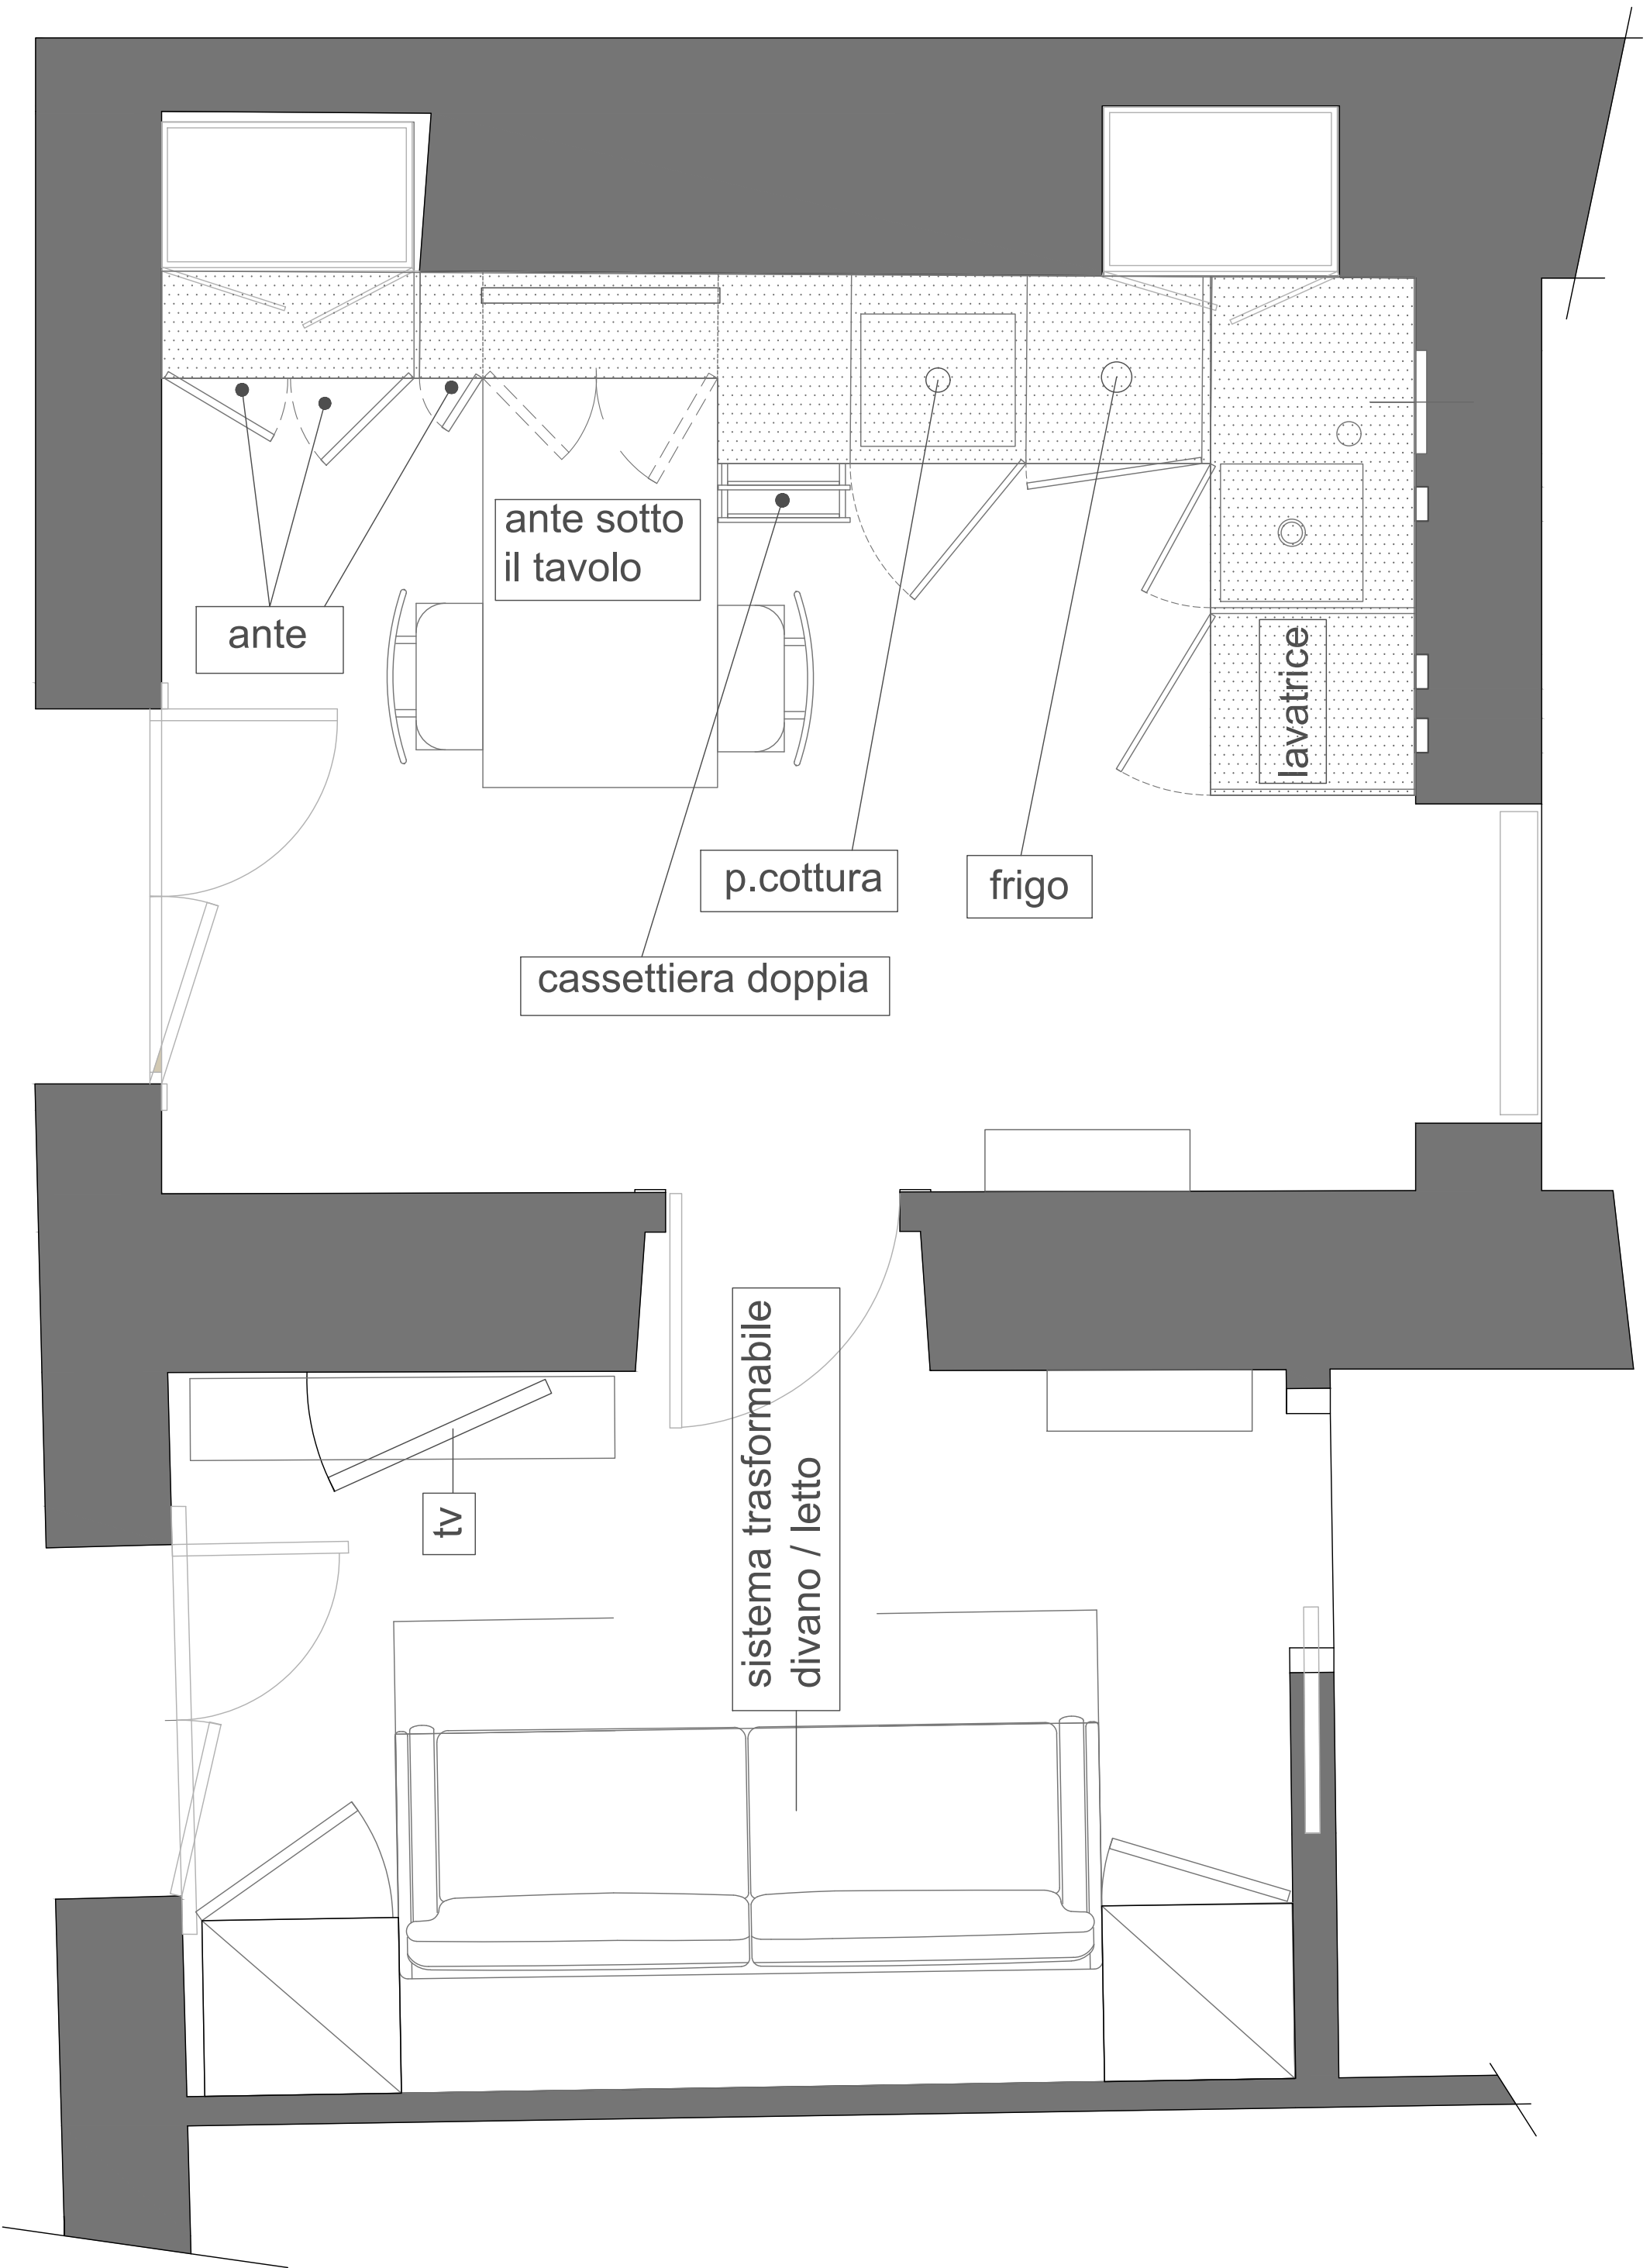 ante sotto
il tavolo
ante
lavatrice
p.cottura
frigo
cassettiera doppia
sistema trasformabile
divano / letto
tv